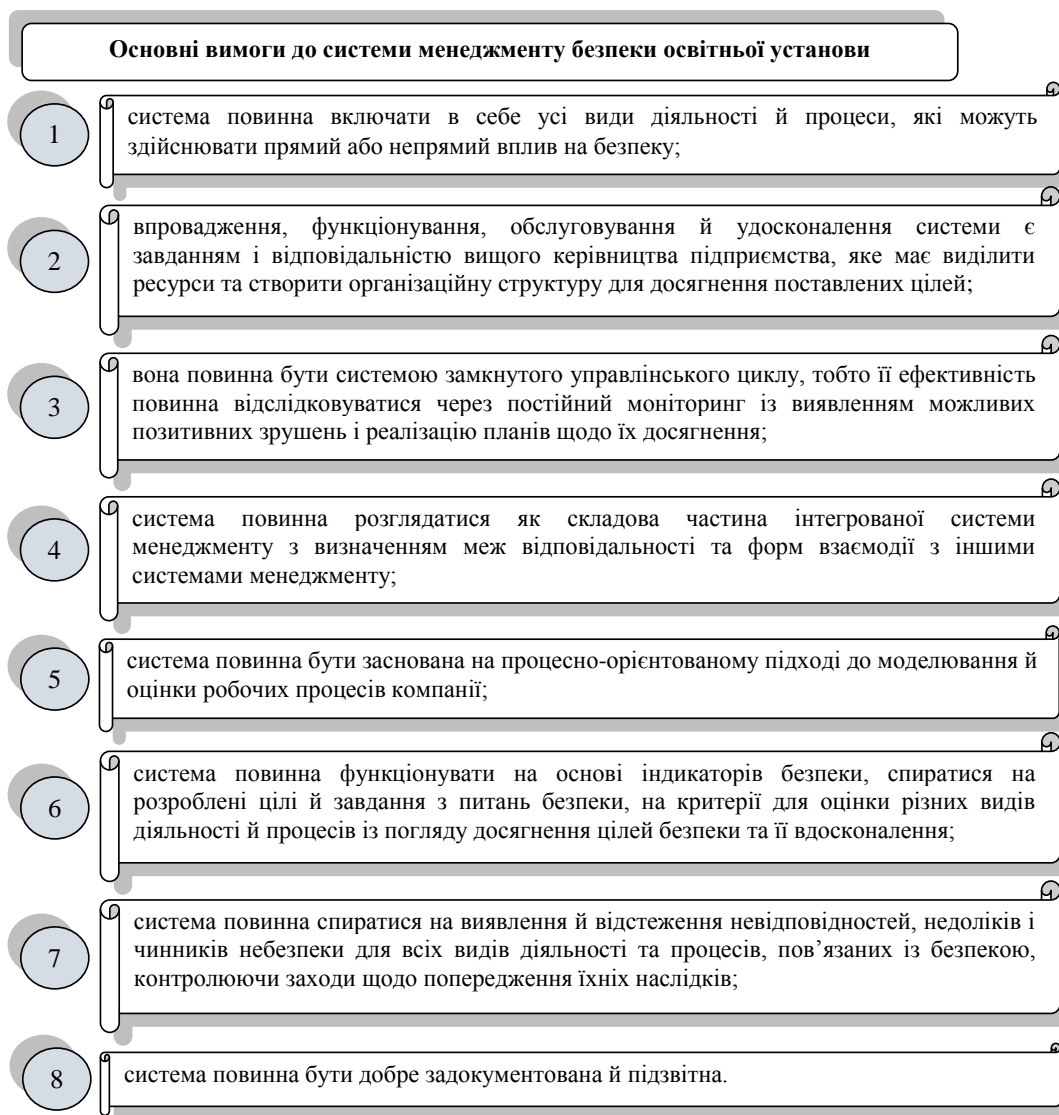 Основні вимоги до системи менеджменту безпеки освітньої установи
1
система повинна включати в себе усі види діяльності й процеси, які можуть
здійснювати прямий або непрямий вплив на безпеку;
2
впровадження, функціонування, обслуговування й удосконалення системи є
завданням і відповідальністю вищого керівництва підприємства, яке має виділити
ресурси та створити організаційну структуру для досягнення поставлених цілей;
3
вона повинна бути системою замкнутого управлінського циклу, тобто її ефективність
повинна відслідковуватися через постійний моніторинг із виявленням можливих
позитивних зрушень і реалізацію планів щодо їх досягнення;
4
система повинна розглядатися як складова частина інтегрованої системи
менеджменту з визначенням меж відповідальності та форм взаємодії з іншими
системами менеджменту;
5
система повинна бути заснована на процесно-орієнтованому підході до моделювання й
оцінки робочих процесів компанії;
6
система повинна функціонувати на основі індикаторів безпеки, спиратися на
розроблені цілі й завдання з питань безпеки, на критерії для оцінки різних видів
діяльності й процесів із погляду досягнення цілей безпеки та її вдосконалення;
7
система повинна спиратися на виявлення й відстеження невідповідностей, недоліків і
чинників небезпеки для всіх видів діяльності та процесів, пов’язаних із безпекою,
контролюючи заходи щодо попередження їхніх наслідків;
8
система повинна бути добре задокументована й підзвітна.